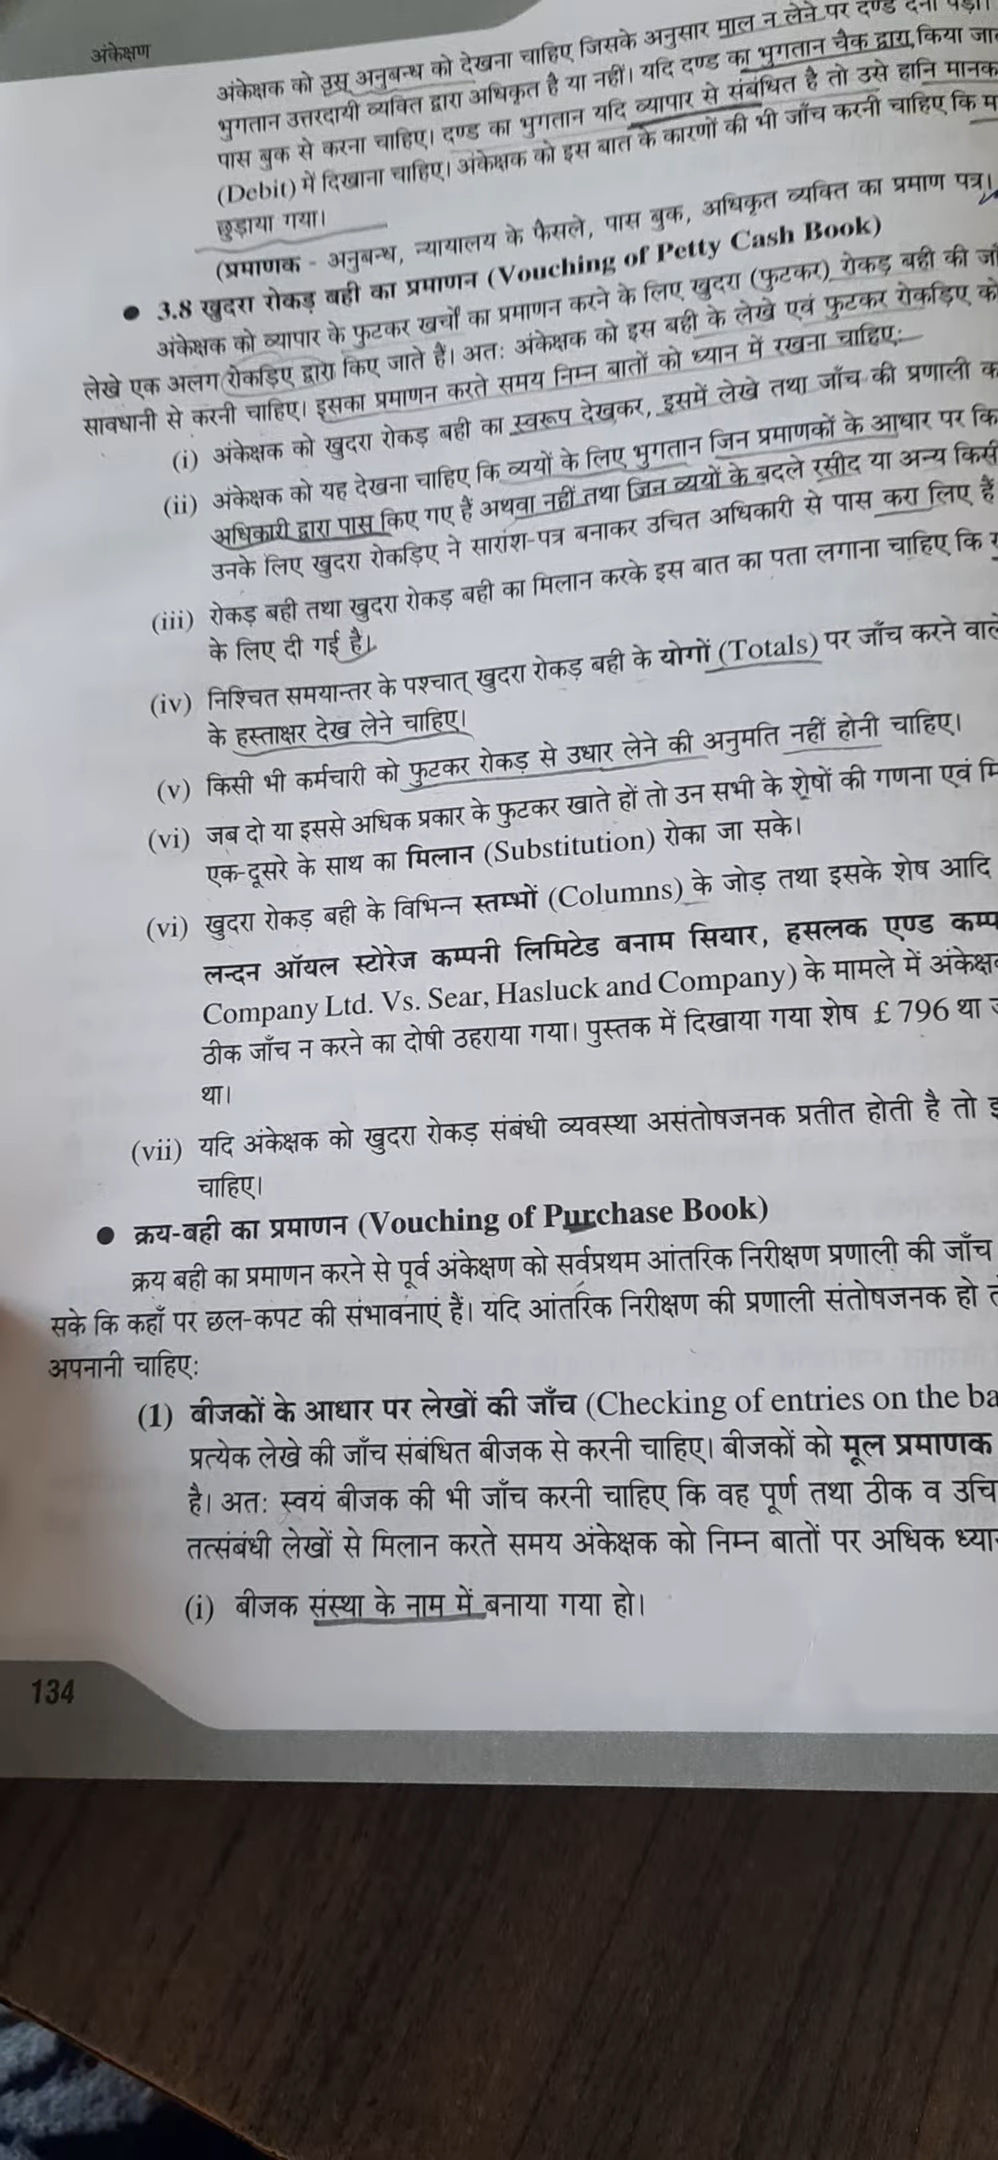 अंकेक्षण
अंकेक्षक को उस अनुबन्ध को देखना चाहिए जिसके अनुसार माल न लेने पर दण्ड देना पड़ा।
भुगतान उत्तरदायी व्यक्ति द्वारा अधिकृत है या नहीं। यदि दण्ड का भुगतान चैक द्वारा किया
पास बुक से करना चाहिए। दण्ड का भुगतान यदि व्यापार से संबंधित है तो उसे हानि मानक
(Debit) में दिखाना चाहिए। अंकेक्षक को इस बात के कारणों की भी जाँच करनी चाहिए कि
छुड़ाया गया।
(प्रमाणक - अनुबन्ध, न्यायालय के फैसले, पास बुक, अधिकृत व्यक्ति का प्रमाण पत्र।
● 3.8 खुदरा रोकड़ बही का प्रमाणन (Vouching of Petty Cash Book)
अंकेक्षक को व्यापार के फुटकर खर्चों का प्रमाणन करने के लिए खुदरा (फुटकर) रोकड़ बही की
लेखे एक अलग रोकड़िए द्वारा किए जाते हैं। अतः अंकेक्षक को इस बही के लेखे एवं फुटकर रोकड़िए को
सावधानी से करनी चाहिए। इसका प्रमाणन करते समय निम्न बातों को ध्यान में रखना चाहिए:
(i) अंकेक्षक को खुदरा रोकड़ बही का स्वरूप देखकर, इसमें लेखे तथा जाँच की प्रणाली
(ii) अंकेक्षक को यह देखना चाहिए कि व्ययों के लिए भुगतान जिन प्रमाणकों के आधार पर
अधिकारी द्वारा पास किए गए हैं अथवा नहीं तथा जिन व्ययों के बदले रसीद या अन्य किसी
उनके लिए खुदरा रोकड़िए ने सारांश-पत्र बनाकर उचित अधिकारी से पास करा लिए हैं
(iii) रोकड़ बही तथा खुदरा रोकड़ बही का मिलान करके इस बात का पता लगाना चाहिए कि
के लिए दी गई है।
(iv) निश्चित समयान्तर के पश्चात् खुदरा रोकड़ बही के योगों (Totals) पर जाँच करने वाले
के हस्ताक्षर देख लेने चाहिए।
(v) किसी भी कर्मचारी को फुटकर रोकड़ से उधार लेने की अनुमति नहीं होनी चाहिए।
(vi) जब दो या इससे अधिक प्रकार के फुटकर खाते हों तो उन सभी के शेषों की गणना एवं
एक-दूसरे के साथ का मिलान (Substitution) रोका जा सके।
(vi) खुदरा रोकड़ बही के विभिन्न स्तम्भों (Columns) के जोड़ तथा इसके शेष आदि
लन्दन ऑयल स्टोरेज कम्पनी लिमिटेड बनाम सियार, हसलक एण्ड कम्प
Company Ltd. Vs. Sear, Hasluck and Company) के मामले में अंकेक्षक
ठीक जाँच न करने का दोषी ठहराया गया। पुस्तक में दिखाया गया शेष £ 796 था
था।
(vii) यदि अंकेक्षक को खुदरा रोकड़ संबंधी व्यवस्था असंतोषजनक प्रतीत होती है तो
चाहिए।
● क्रय-बही का प्रमाणन (Vouching of Purchase Book)
क्रय बही का प्रमाणन करने से पूर्व अंकेक्षण को सर्वप्रथम आंतरिक निरीक्षण प्रणाली की जाँच
सके कि कहाँ पर छल-कपट की संभावनाएं हैं। यदि आंतरिक निरीक्षण की प्रणाली संतोषजनक हो
अपनानी चाहिए:
(1) बीजकों के आधार पर लेखों की जाँच (Checking of entries on the ba
प्रत्येक लेखे की जाँच संबंधित बीजक से करनी चाहिए। बीजकों को मूल प्रमाणक
है। अतः स्वयं बीजक की भी जाँच करनी चाहिए कि वह पूर्ण तथा ठीक व उचि
तत्संबंधी लेखों से मिलान करते समय अंकेक्षक को निम्न बातों पर अधिक
(i) बीजक संस्था के नाम में बनाया गया हो।
134